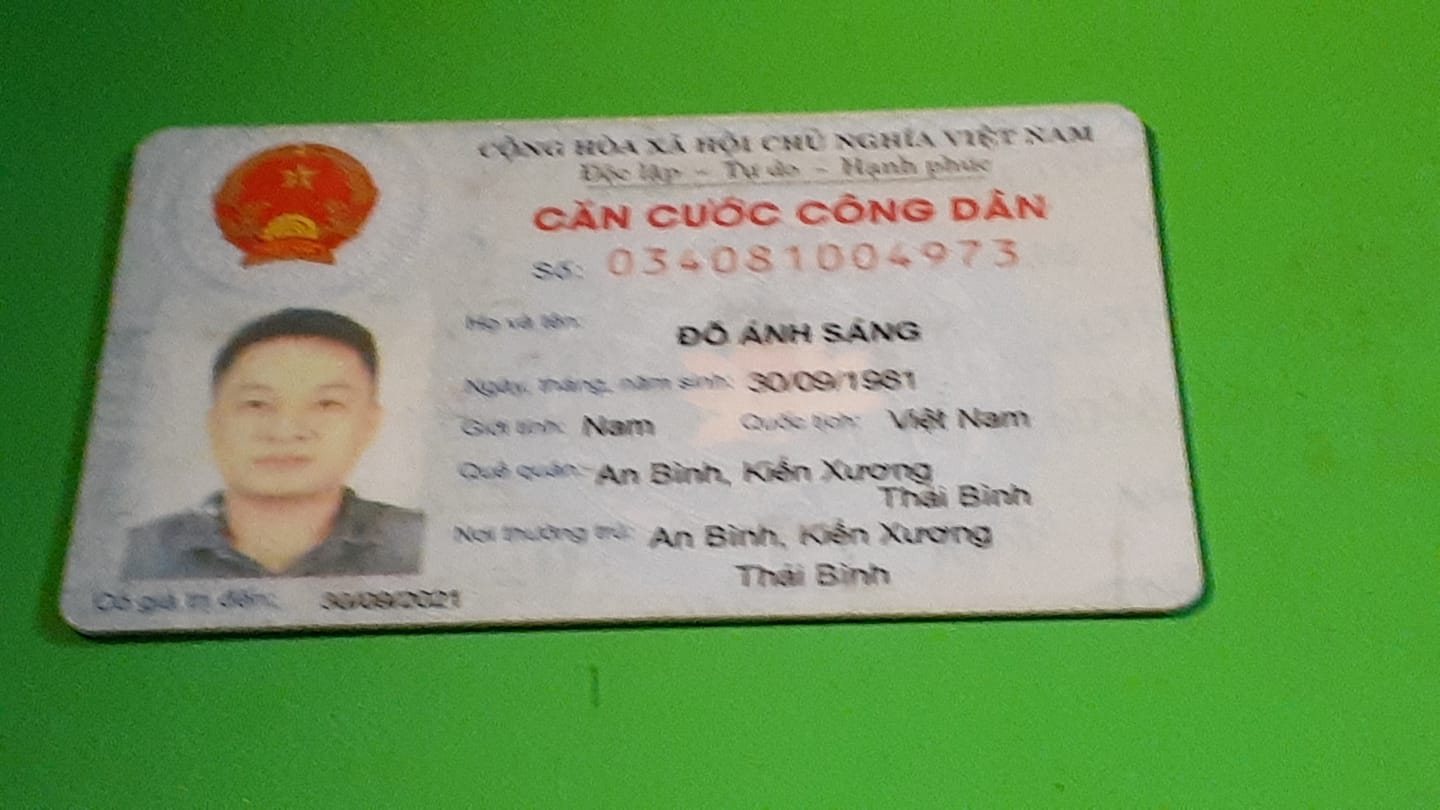 CỘNG HÒA XÃ HỘI CHỦ NGHĨA VIỆT NAM
Độc lập - Tự do - Hạnh phúc
CĂN CƯỚC CÔNG DÂN
Số: 034081004973
Họ và tên:
ĐỖ ÁNH SÁNG
Ngày, tháng, năm sinh: 30/09/1981
Giới tính: Nam Quốc tịch: Việt Nam
Quê quán: An Bình, Kiến Xương
Thái Bình
Nơi thường trú: An Bình, Kiến Xương
Thái Bình
Có giá trị đến: 30/09/2021